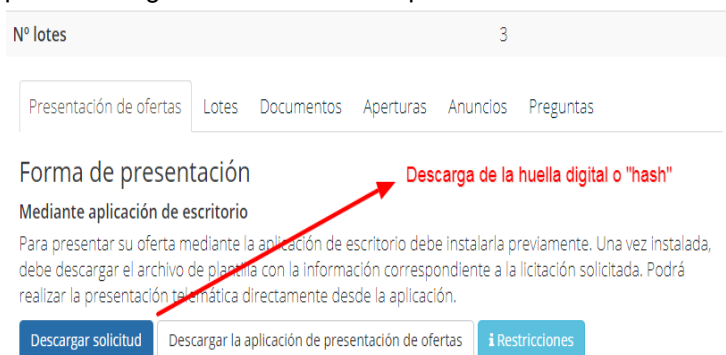 Nº lotes 3
Presentación de ofertas Lotes Documentos Aperturas Anuncios Preguntas
Forma de presentación
Descarga de la huella digital o "hash"
Mediante aplicación de escritorio
Para presentar su oferta mediante la aplicación de escritorio debe instalarla previamente. Una vez instalada,
debe descargar el archivo de plantilla con la información correspondiente a la licitación solicitada. Podrá
realizar la presentación telemática directamente desde la aplicación.
Descargar solicitud Descargar la aplicación de presentación de ofertas i Restricciones